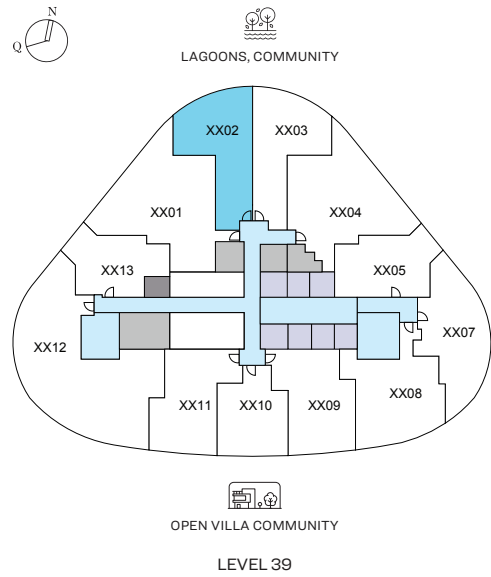 N
Q
LAGOONS, COMMUNITY
XX02
XX03
XX01
XX04
XX13
XX05
XX12
XX07
XX08
XX11
XX10
XX09
OPEN VILLA COMMUNITY
LEVEL 39